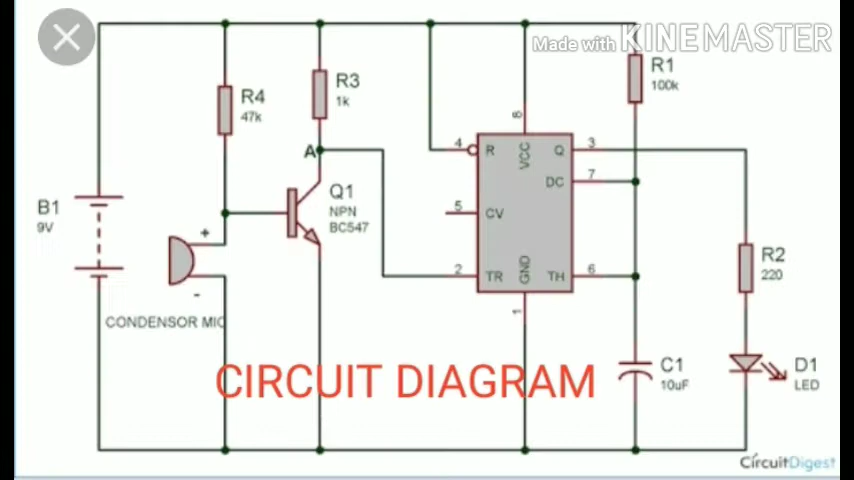 Made with KINEMASTER
R1
100k
R4
47k
R3
1k
A
8
4
R
VCC
Q
3
DC
7
B1
9V
Q1
NPN
BC547
5
CV
+
2
TR
GND
TH
6
R2
220
-
1
CONDENSOR MIC
CIRCUIT DIAGRAM
C1
10uF
D1
LED
CírcuitDigest